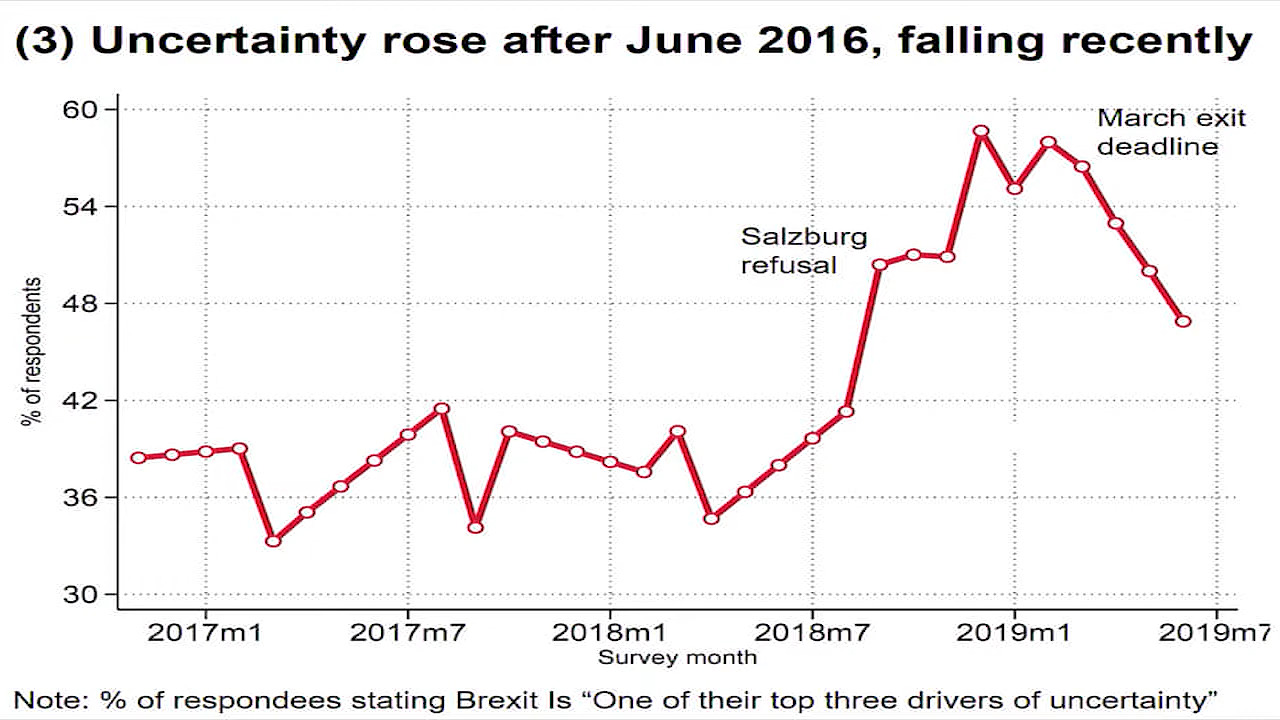 (3) Uncertainty rose after June 2016, falling recently
60
March exit
deadline
54
Salzburg
refusal
48
42
36
30
% of respondents
2017m1 2017m7 2018m1 2018m7 2019m1 2019m7
Survey month
Note: % of respondees stating Brexit Is “One of their top three drivers of uncertainty”